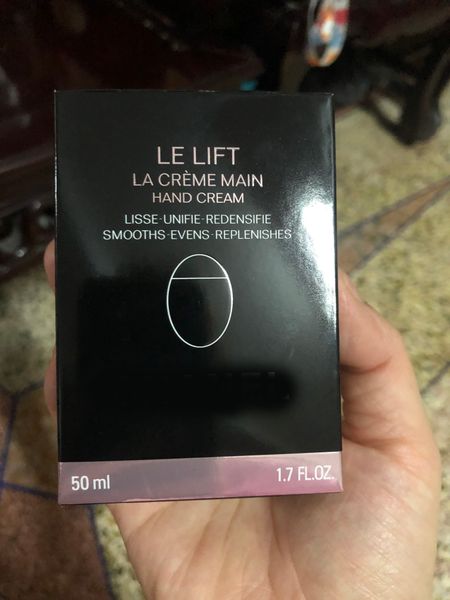 LE LIFT
LA CRÈME MAIN
HAND CREAM
LISSE-UNIFIE-REDENSIFIE
SMOOTHS-EVENS-REPLENISHES
50 ml
1.7 FL.OZ.